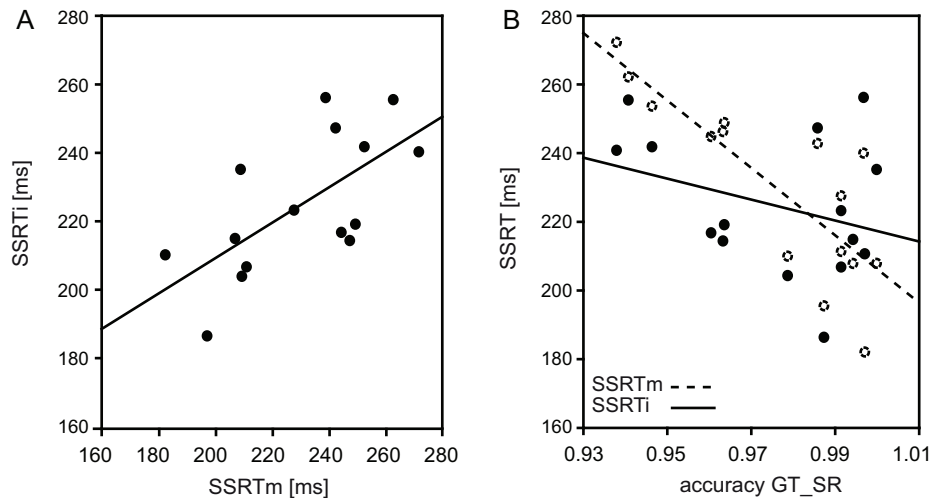 A
280
260
240
220
200
180
160
SSRTi [ms]
160 180 200 220 240 260 280
SSRTm [ms]
B
280
260
240
220
200
180
160
SSRT [ms]
SSRTm
SSRTi
0.93 0.95 0.97 0.99 1.01
accuracy GT_SR